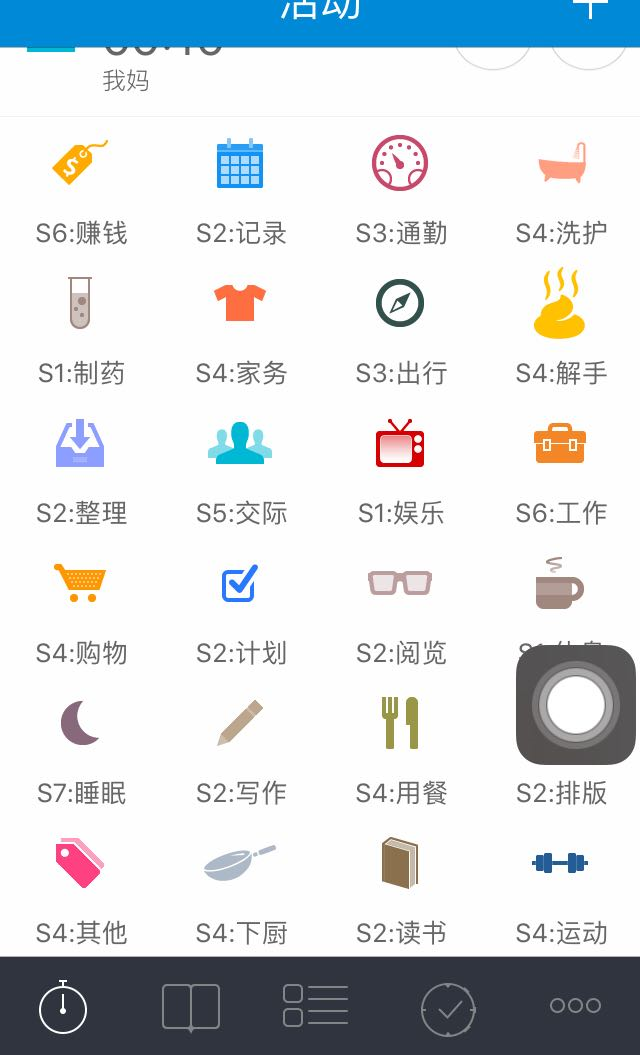 活动
我妈
S6:赚钱 S2:记录 S3:通勤 S4:洗护
S1:制药 S4:家务 S3:出行 S4:解手
S2:整理 S5:交际 S1:娱乐 S6:工作
S4:购物 S2:计划 S2:阅览
S7:睡眠 S2:写作 S4:用餐 S2:排版
S4:其他 S4:下厨 S2:读书 S4:运动